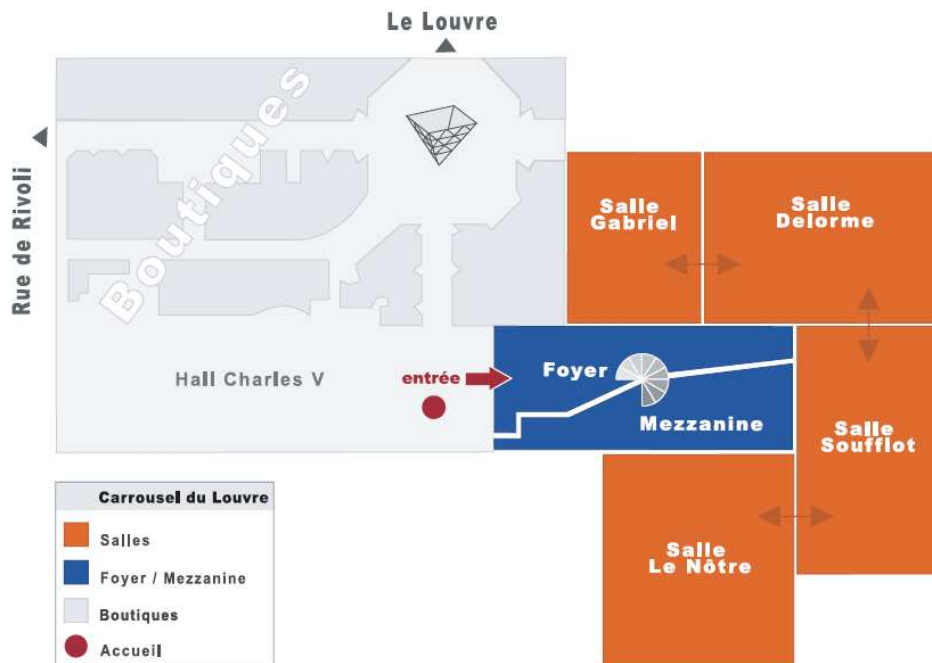 Le Louvre
Rue de Rivoli
Boutiques
Salle
Gabriel
Salle
Delorme
Hall Charles V
entrée
Foyer
Mezzanine
Salle
Soufflot
Salle
Le Nôtre
Carrousel du Louvre
Salles
Foyer / Mezzanine
Boutiques
Accueil